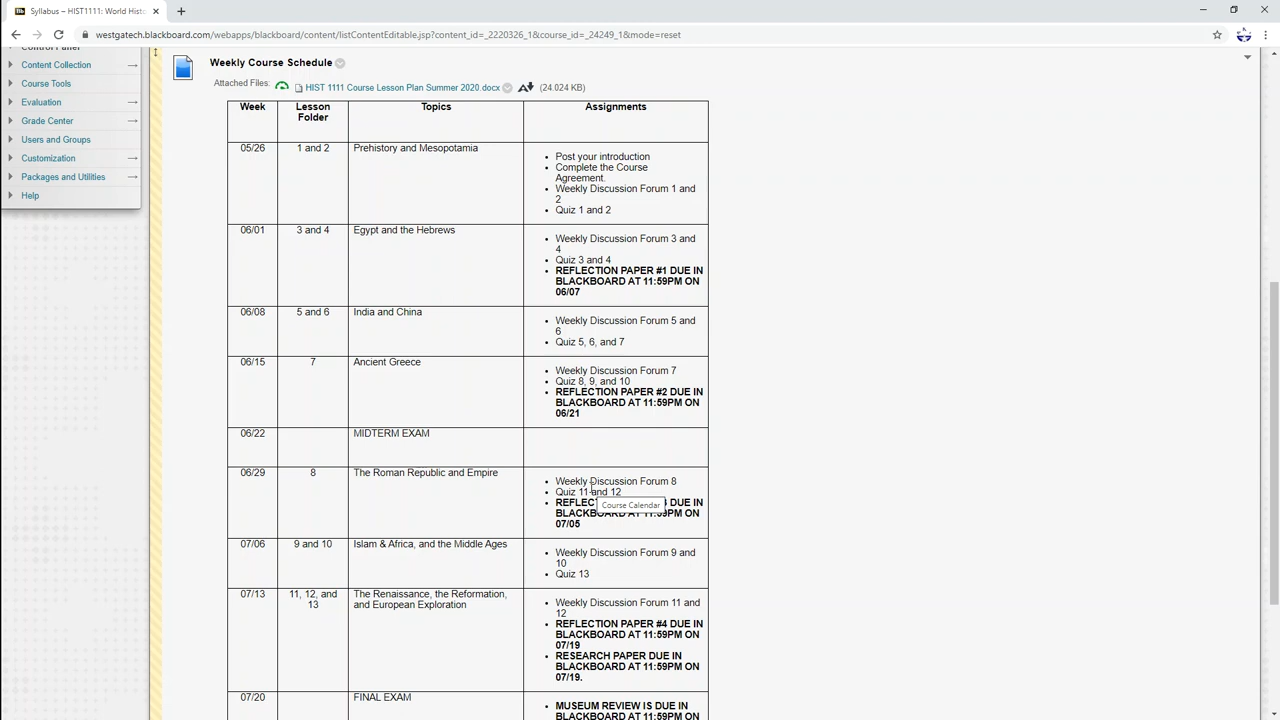 Syllabus – HIST1111: World Hist
westgatech.blackboard.com/webapps/blackboard/content/listContentEditable.jsp?content_id=_2220326_1&course_id=_24249_1&mode=reset
Control Panel
Content Collection
Course Tools
Evaluation
Grade Center
Users and Groups
Customization
Packages and Utilities
Help
Weekly Course Schedule
Attached Files: HIST 1111 Course Lesson Plan Summer 2020.docx (24.024 KB)
Week Lesson Folder Topics Assignments
05/26 1 and 2 Prehistory and Mesopotamia
Post your introduction
Complete the Course
Agreement.
Weekly Discussion Forum 1 and
2
Quiz 1 and 2
06/01 3 and 4 Egypt and the Hebrews
Weekly Discussion Forum 3 and
4
Quiz 3 and 4
REFLECTION PAPER #1 DUE IN
BLACKBOARD AT 11:59PM ON
06/07
06/08 5 and 6 India and China
Weekly Discussion Forum 5 and
6
Quiz 5, 6, and 7
06/15 7 Ancient Greece
Weekly Discussion Forum 7
Quiz 8, 9, and 10
REFLECTION PAPER #2 DUE IN
BLACKBOARD AT 11:59PM ON
06/21
06/22 MIDTERM EXAM
06/29 8 The Roman Republic and Empire
Weekly Discussion Forum 8
Quiz 11 and 12
DUE IN
Course Calendar
ON
07/05
07/06 9 and 10 Islam & Africa, and the Middle Ages
Weekly Discussion Forum 9 and
10
Quiz 13
07/13 11, 12, and
13
The Renaissance, the Reformation,
and European Exploration
Weekly Discussion Forum 11 and
12
REFLECTION PAPER #4 DUE IN
BLACKBOARD AT 11:59PM ON
07/19
RESEARCH PAPER DUE IN
BLACKBOARD AT 11:59PM ON
07/19.
07/20 FINAL EXAM
MUSEUM REVIEW IS DUE IN
BLACKBOARD AT 11:59PM ON